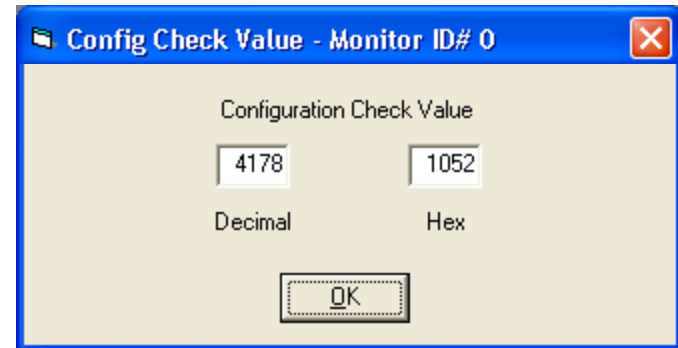 Config Check Value - Monitor ID# 0
Configuration Check Value
4178 1052
Decimal Hex
OK